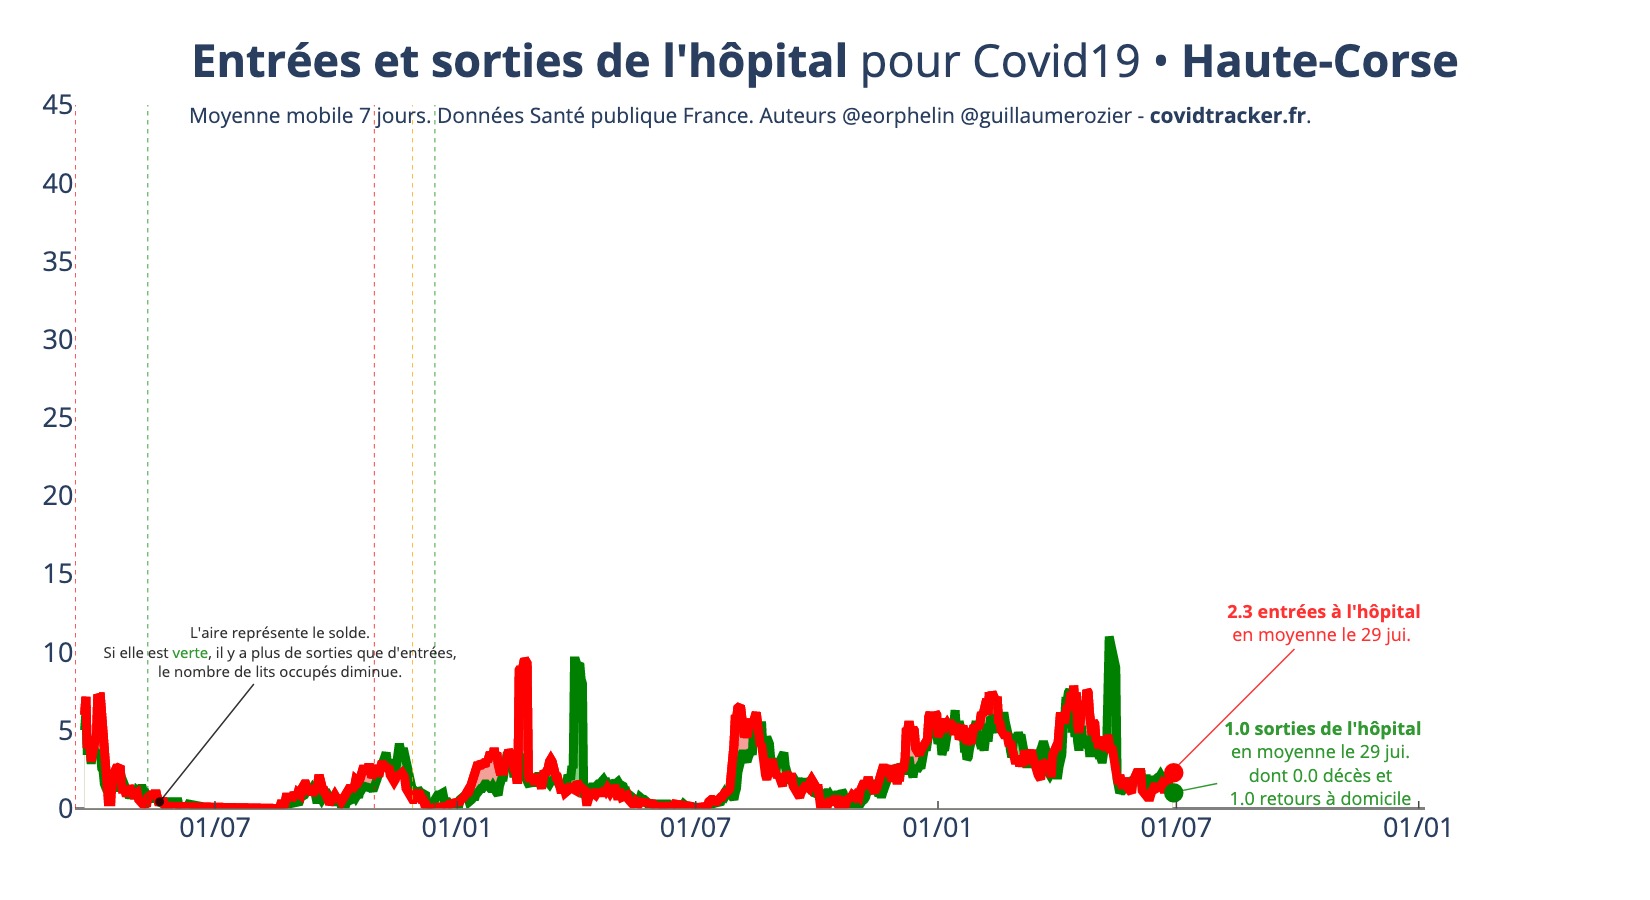 Entrées et sorties de l'hôpital pour Covid19 • Haute-Corse
Moyenne mobile 7 jours. Données Santé publique France. Auteurs @eorphelin @guillaumerozier - covidtracker.fr.
45
40
35
30
25
20
15
10
5
0
L'aire représente le solde.
Si elle est verte, il y a plus de sorties que d'entrées,
le nombre de lits occupés diminue.
2.3 entrées à l'hôpital
en moyenne le 29 jui.
1.0 sorties de l'hôpital
en moyenne le 29 jui.
dont 0.0 décès et
1.0 retours à domicile
01/07
01/01
01/07
01/01
01/07
01/01